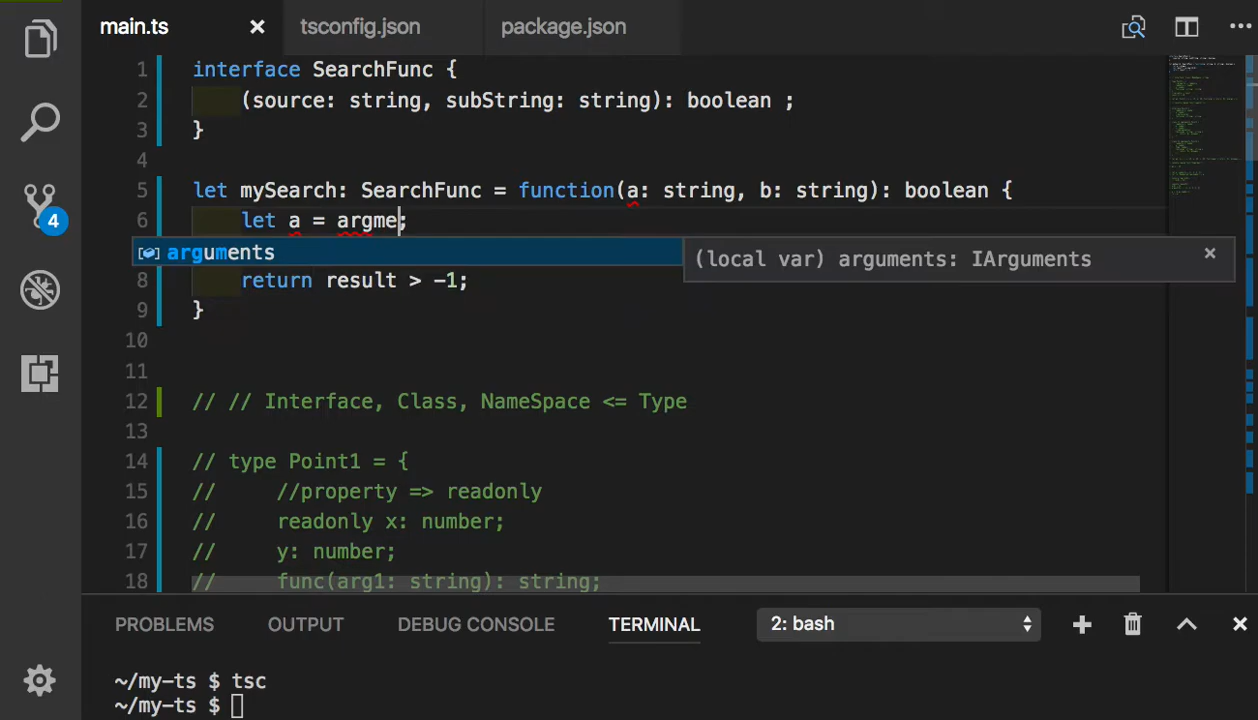 main.ts × tsconfig.json package.json
1 interface SearchFunc {
2 (source: string, subString: string): boolean ;
3 }
4
5 let mySearch: SearchFunc = function(a: string, b: string): boolean {
6 let a = argme;
arguments (local var) arguments: IArguments ×
8 return result > -1;
9 }
10
11
12 // // Interface, Class, NameSpace <= Type
13
14 // type Point1 = {
15 // //property => readonly
16 // readonly x: number;
17 // y: number;
18 // func(arg1: string): string;
4
PROBLEMS OUTPUT DEBUG CONSOLE TERMINAL 2: bash
~/my-ts $ tsc
~/my-ts $